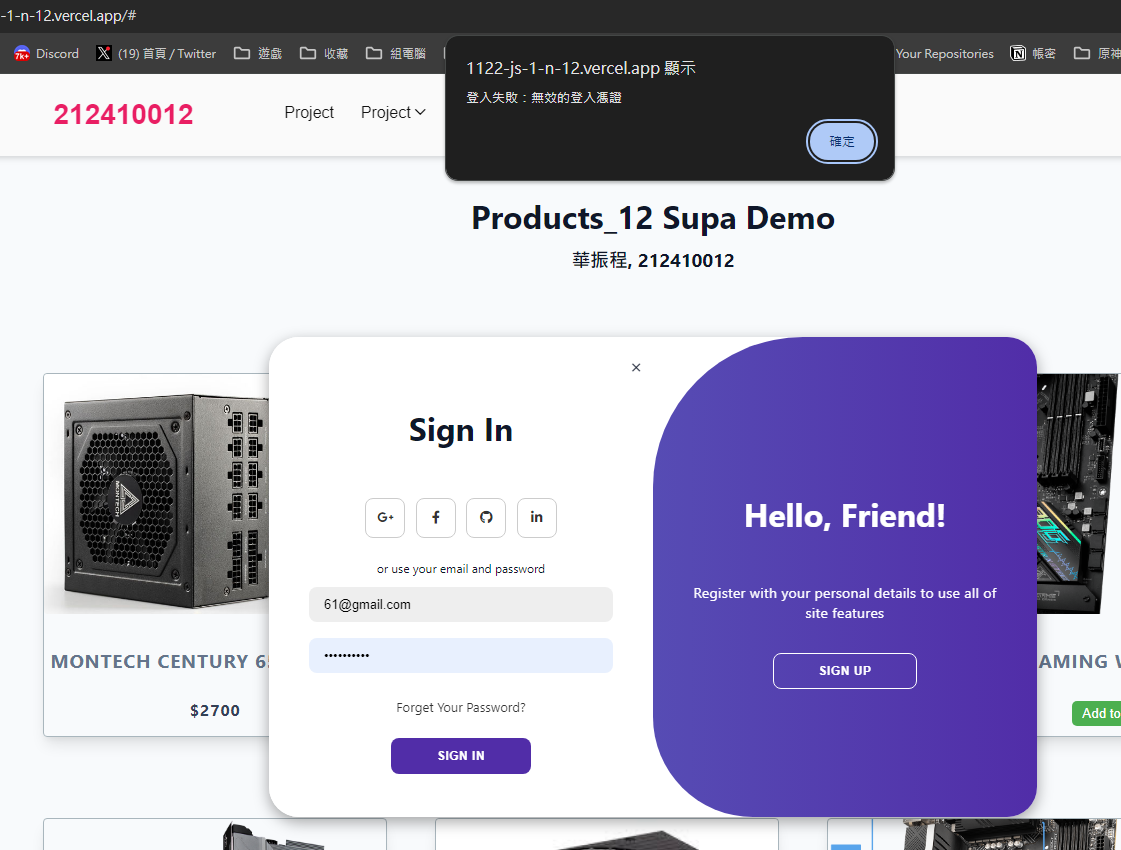 -1-n-12.vercel.app/#
Discord
(19) 首頁 / Twitter
遊戲
收藏
組電腦
Your Repositories
帳密
原神
1122-js-1-n-12.vercel.app 顯示
登入失敗：無效的登入憑證
確定
212410012
Project
Project
Products_12 Supa Demo
華振程, 212410012
×
Sign In
G+
f
in
or use your email and password
61@gmail.com
••••••••••
Forget Your Password?
SIGN IN
Hello, Friend!
Register with your personal details to use all of
site features
SIGN UP
MONTECH
MONTECH CENTURY 6
$2700
AMING
Add to